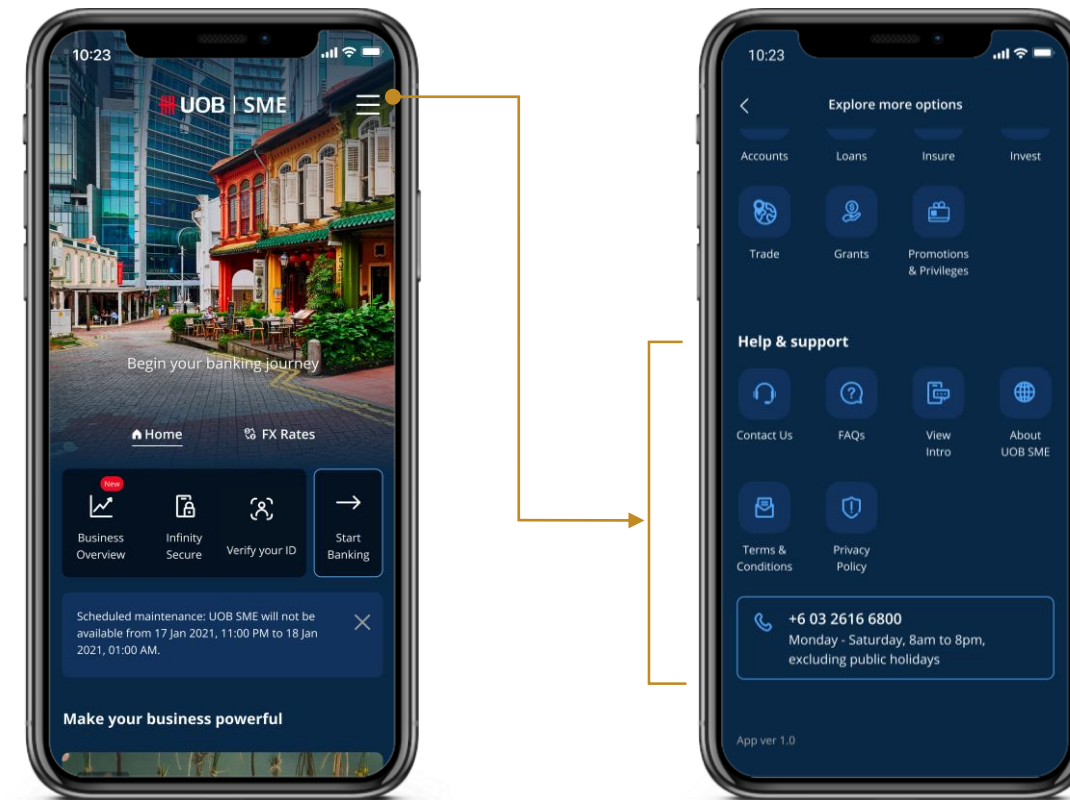 10:23
UOB | SME
Begin your banking journey
Home
FX Rates
New
Business
Overview
Infinity
Secure
Verify your ID
Start
Banking
Scheduled maintenance: UOB SME will not be
available from 17 Jan 2021, 11:00 PM to 18 Jan
2021, 01:00 AM.
Make your business powerful
10:23
Explore more options
Accounts
Loans
Insure
Invest
Trade
Grants
Promotions
& Privileges
Help & support
Contact Us
FAQs
View
Intro
About
UOB SME
Terms &
Conditions
Privacy
Policy
+6 03 2616 6800
Monday - Saturday, 8am to 8pm,
excluding public holidays
App ver 1.0